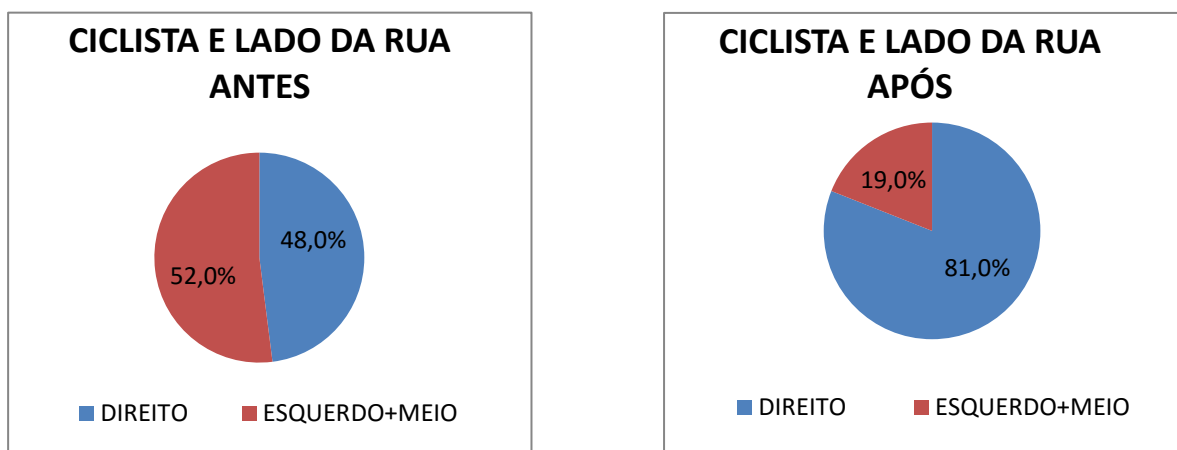 CICLISTA E LADO DA RUA
ANTES
48,0%
52,0%
DIREITO
ESQUERDO+MEIO
CICLISTA E LADO DA RUA
APÓS
19,0%
81,0%
DIREITO
ESQUERDO+MEIO